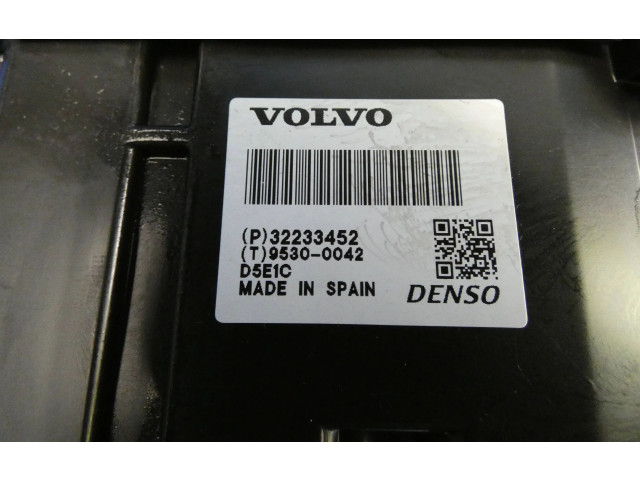 VOLVO
(P)32233452
(T)9530-0042
D5E1C
MADE IN SPAIN
DENSO